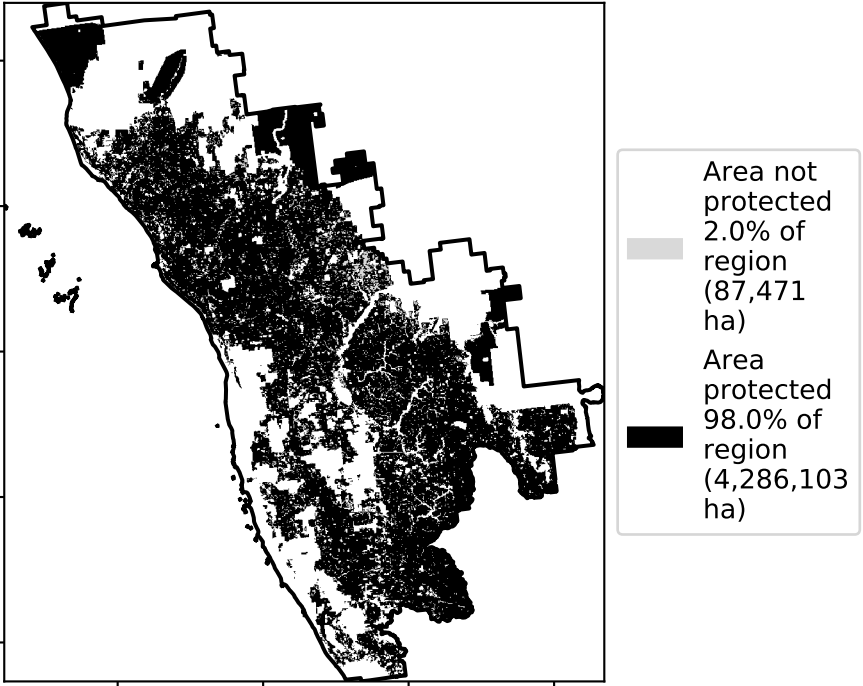 Area not
protected
2.0% of
region
(87,471
ha)
Area
protected
98.0% of
region
(4,286,103
ha)